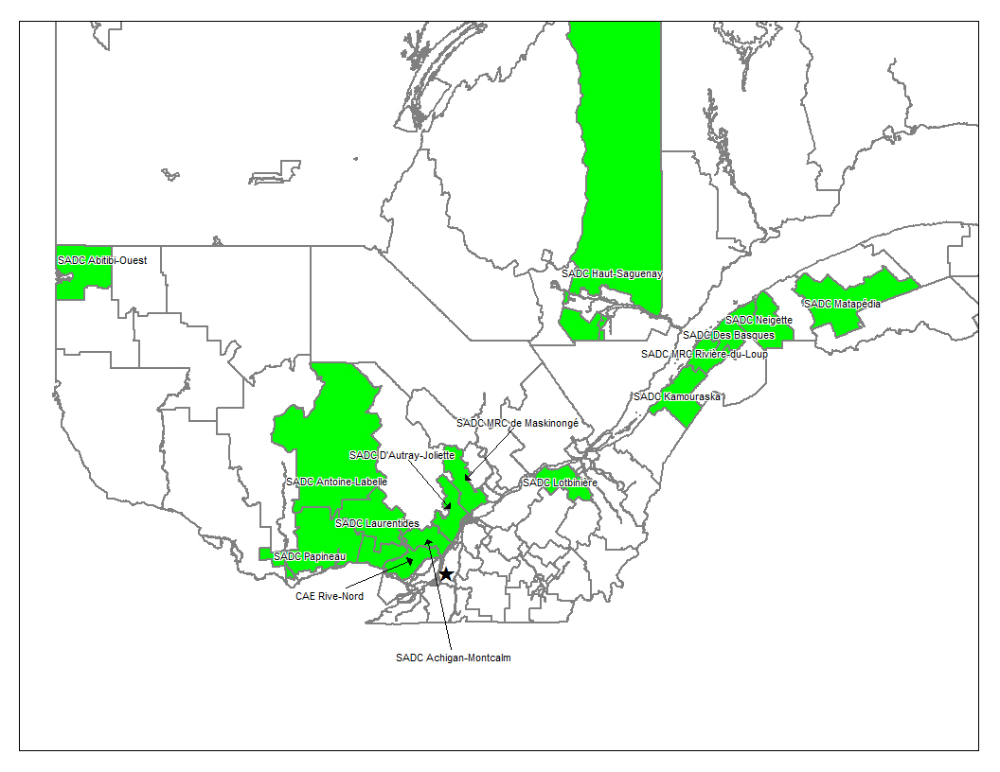 SADC Abitibi-Ouest
SADC Haut-Saguenay
SADC Matapédia
SADC Neigette
SADC Des Basques
SADC MRC Rivière-du-Loup
SADC Kamouraska
SADC MRC de Maskinongé
SADC D'Autray-Joliette
SADC Antoine-Labelle
SADC Lotbinière
SADC Laurentides
SADC Papineau
CAE Rive-Nord
SADC Achigan-Montcalm